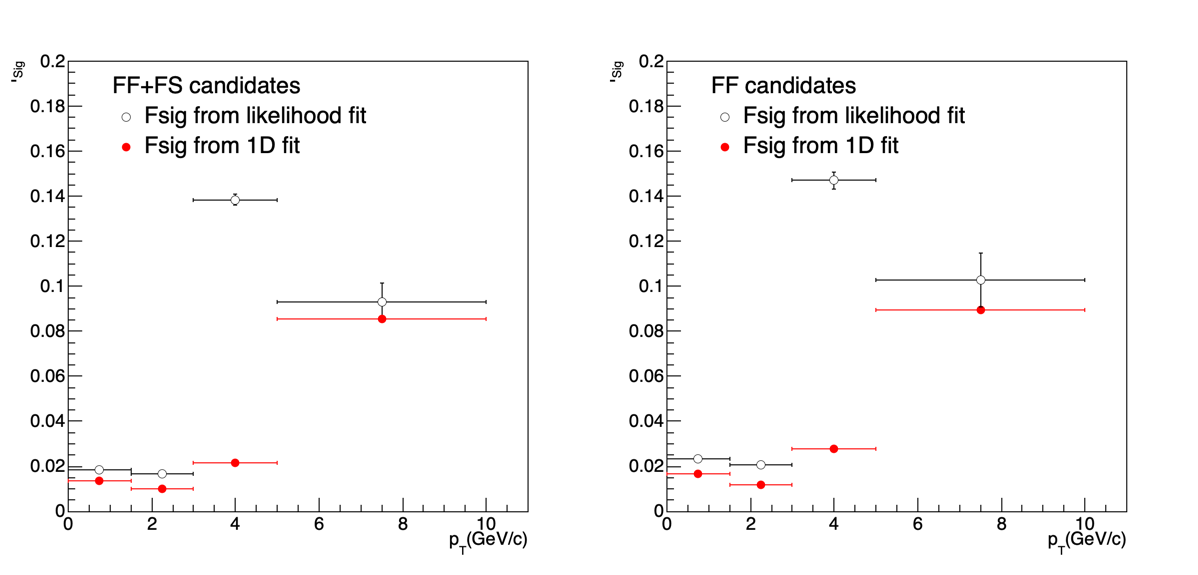 'Sig
0.2
0.18
0.16
0.14
0.12
0.1
0.08
0.06
0.04
0.02
0
FF+FS candidates
Fsig from likelihood fit
Fsig from 1D fit
0 2 4 6 8 10
pT(GeV/c)
'Sig
0.2
0.18
0.16
0.14
0.12
0.1
0.08
0.06
0.04
0.02
0
FF candidates
Fsig from likelihood fit
Fsig from 1D fit
0 2 4 6 8 10
pT(GeV/c)